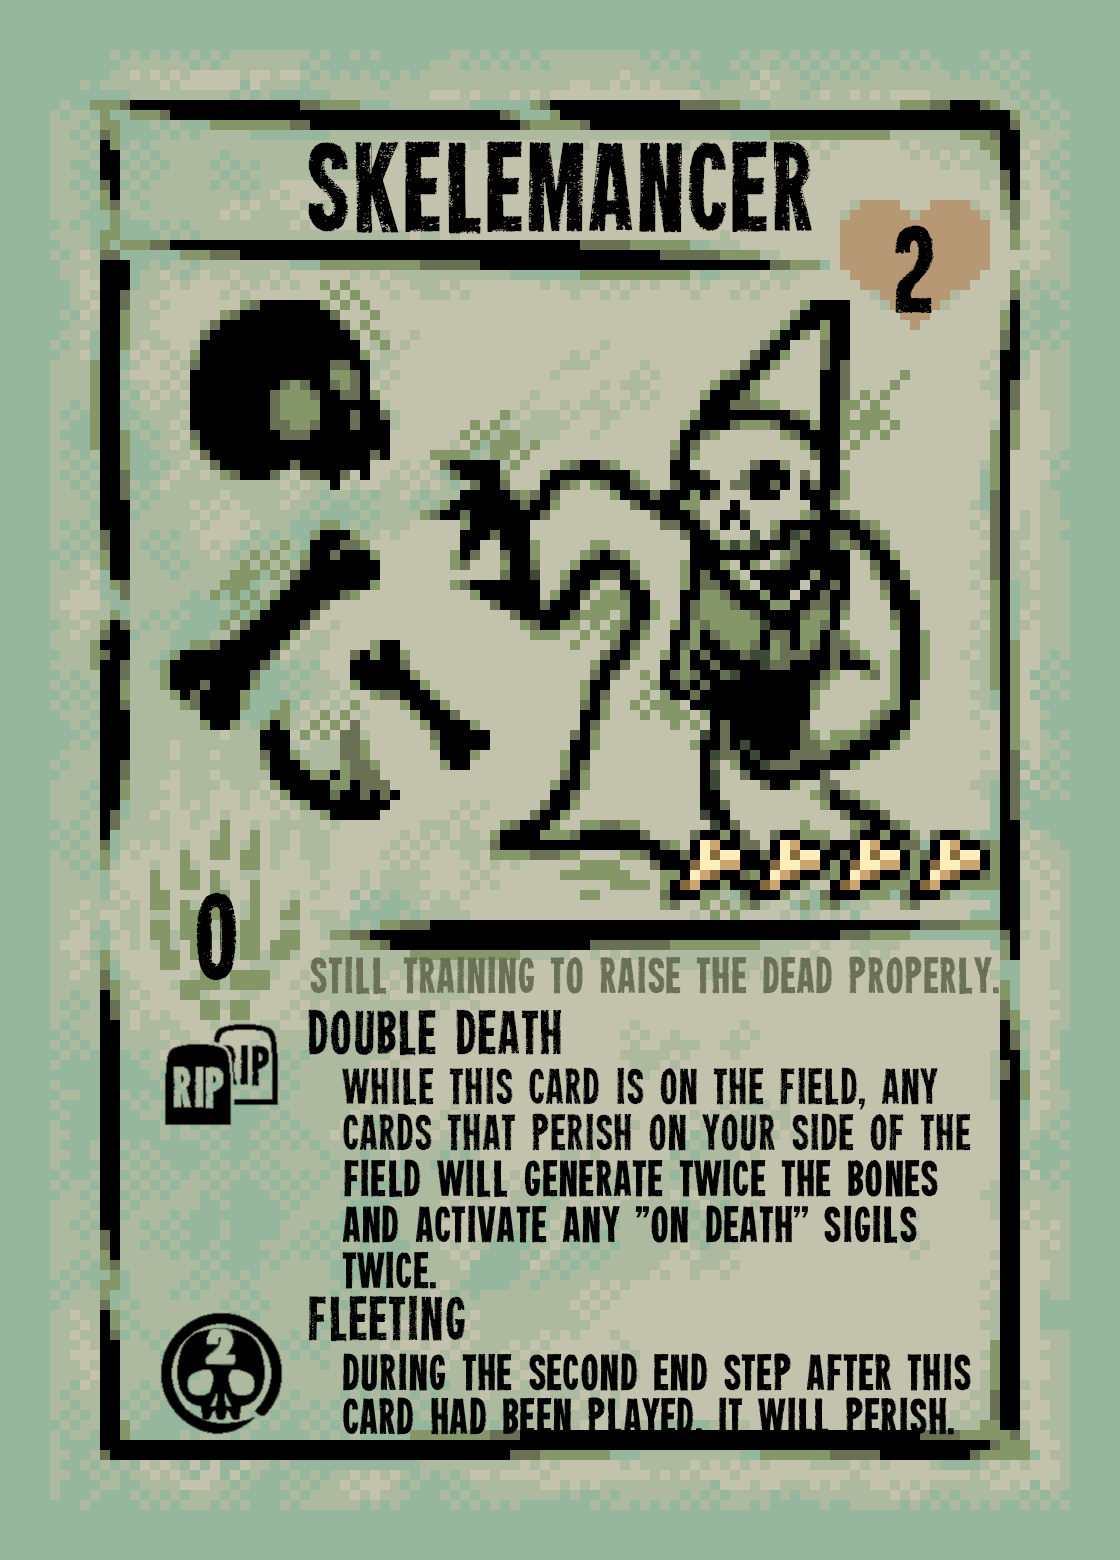 SKELEMANCER
2
0
STILL TRAINING TO RAISE THE DEAD PROPERLY.
DOUBLE DEATH
RIP
RIP
WHILE THIS CARD IS ON THE FIELD, ANY
CARDS THAT PERISH ON YOUR SIDE OF THE
FIELD WILL GENERATE TWICE THE BONES
AND ACTIVATE ANY "ON DEATH" SIGILS
TWICE.
FLEETING
2
DURING THE SECOND END STEP AFTER THIS
CARD HAD BEEN PLAYED, IT WILL PERISH.